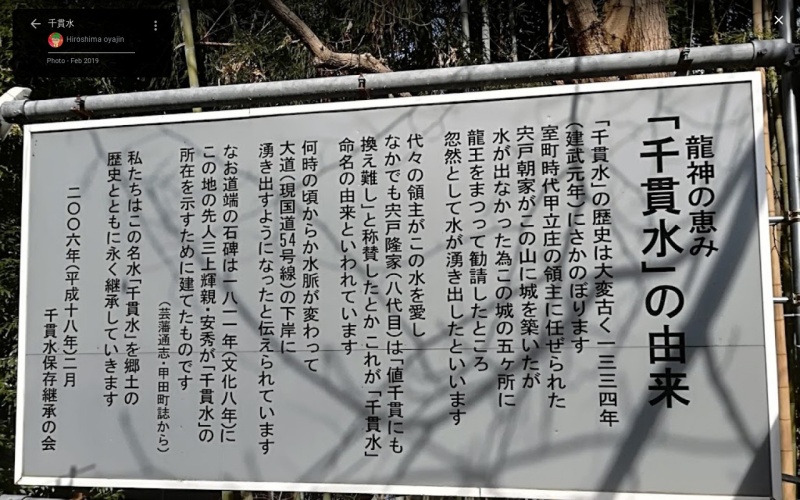 千貫水
Hiroshima oyajin
Photo - Feb 2019
龍神の恵み
「千貫水」の由来
「千貫水」の歴史は大変古く一三三四年
（建武元年）にさかのぼります
室町時代甲立庄の領主に任ぜられた
宍戸朝家がこの山に城を築いたが
水が出なかった為この城の五ヶ所に
龍王をまつって勧請したところ
忽然として水が湧き出したといいます
代々の領主がこの水を愛し
なかでも宍戸隆家（八代目）は「値千貫にも
換え難し」と称賛したとか これが「千貫水」
命名の由来といわれています
何時の頃からか水脈が変わって
大道（現国道54号線）の下岸に
湧き出すようになったと伝えられています
なお道端の石碑は一八一一年（文化八年）に
この地の先人三上輝親・安秀が「千貫水」の
所在を示すために建てたものです
（芸藩通志・甲田町誌から）
私たちはこの名水「千貫水」を郷土の
歴史とともに永く継承していきます
二〇〇六年（平成十八年）二月
千貫水保存継承の会